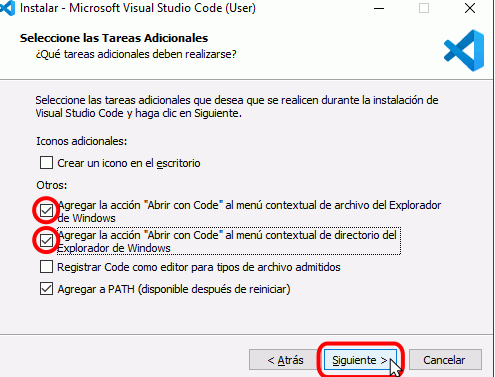 Instalar - Microsoft Visual Studio Code (User)
Seleccione las Tareas Adicionales
¿Qué tareas adicionales deben realizarse?
Seleccione las tareas adicionales que desea que se realicen durante la instalación de
Visual Studio Code y haga clic en Siguiente.
Iconos adicionales:
Crear un icono en el escritorio
Otros:
Agregar la acción "Abrir con Code" al menú contextual de archivo del Explorador
de Windows
Agregar la acción "Abrir con Code" al menú contextual de directorio del
Explorador de Windows
Registrar Code como editor para tipos de archivo admitidos
Agregar a PATH (disponible después de reiniciar)
< Atrás Siguiente > Cancelar